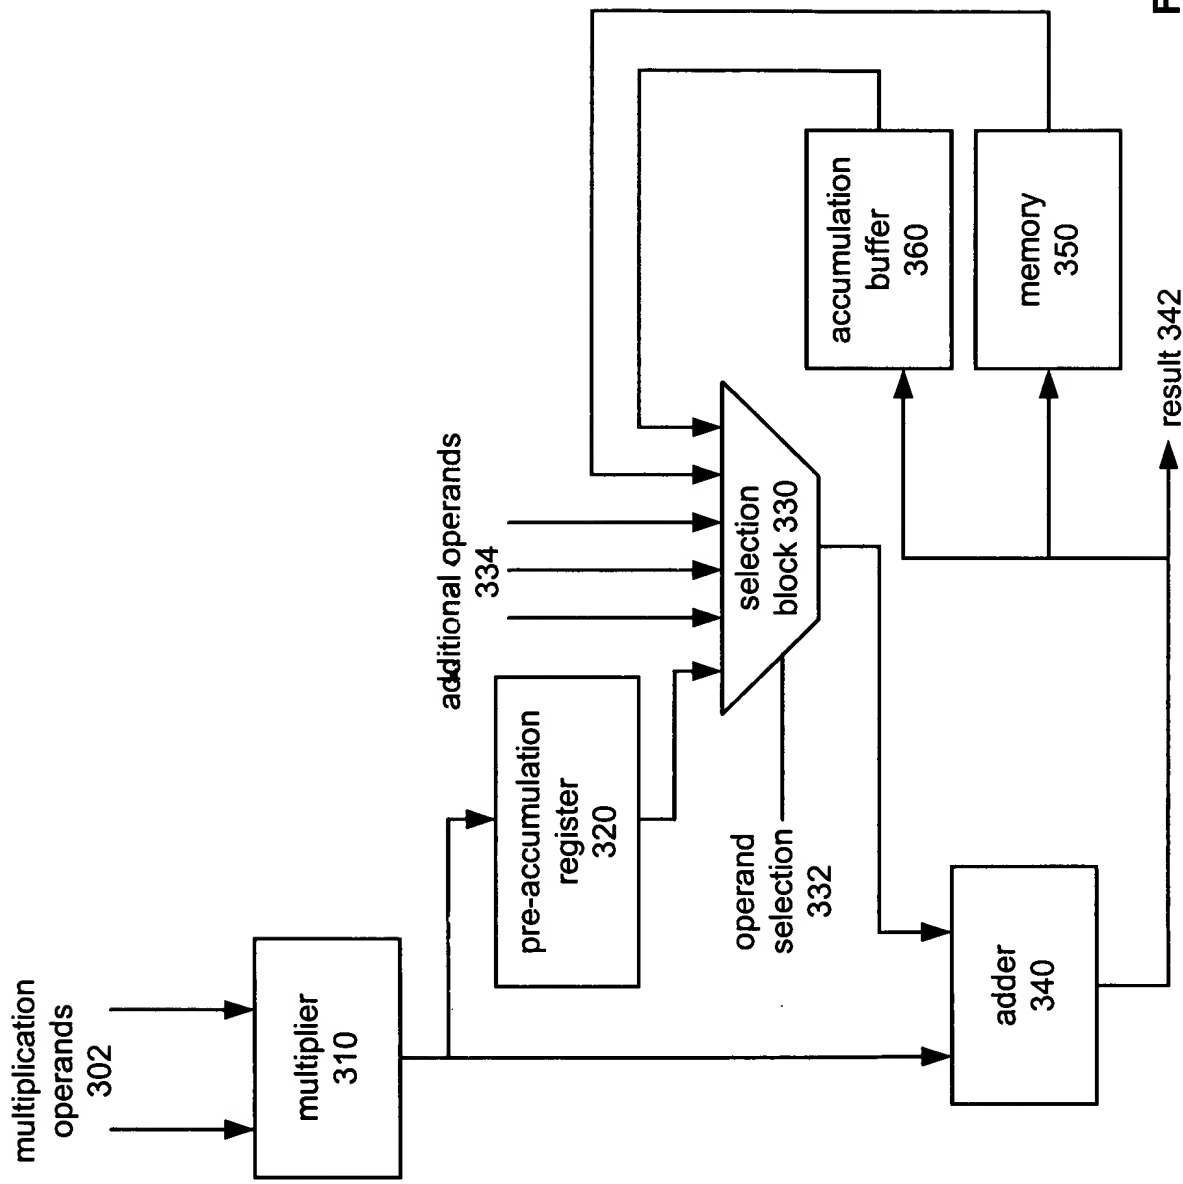 multiplication
operands
302
multiplier
310
pre-accumulation
register
320
additional operands
334
operand
selection
332
selection
block 330
adder
340
accumulation
buffer
360
memory
350
result 342
F